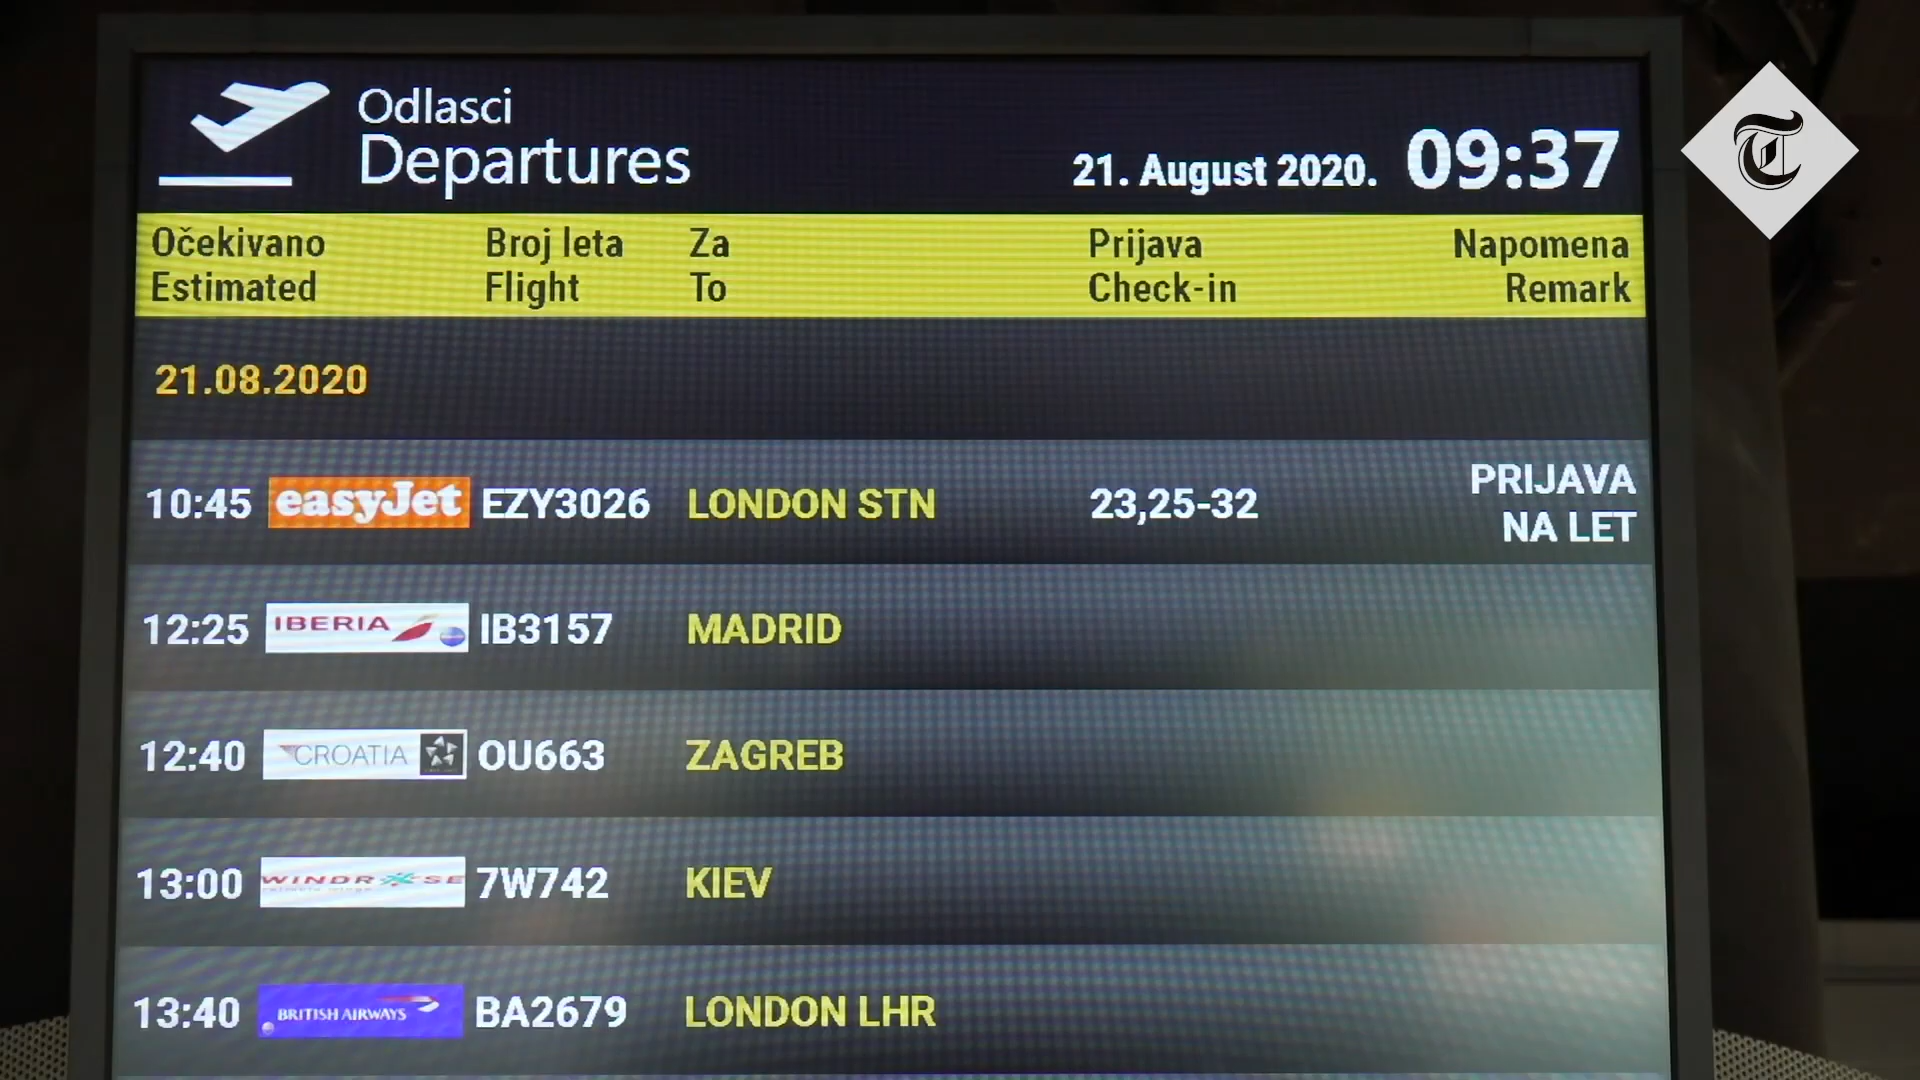 Odlasci
Departures
21. August 2020. 09:37
T
Očekivano Broj leta Za Prijava Napomena
Estimated Flight To Check-in Remark
21.08.2020
10:45 easyJet EZY3026 LONDON STN 23,25-32 PRIJAVA NA LET
12:25 IBERIA IB3157 MADRID
12:40 CROATIA OU663 ZAGREB
13:00 WINDROSE 7W742 KIEV
13:40 BRITISH AIRWAYS BA2679 LONDON LHR